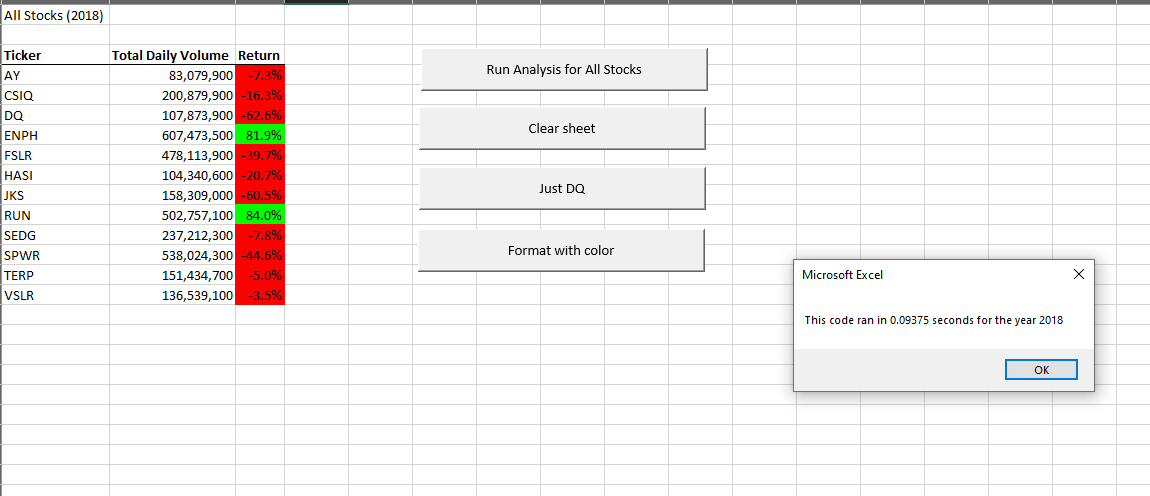 All Stocks (2018)
Ticker Total Daily Volume Return
AY 83,079,900 -7.3%
CSIQ 200,879,900 -16.3%
DQ 107,873,900 -62.6%
ENPH 607,473,500 81.9%
FSLR 478,113,900 -39.7%
HASI 104,340,600 -20.7%
JKS 158,309,000 -60.5%
RUN 502,757,100 84.0%
SEDG 237,212,300 -7.8%
SPWR 538,024,300 -44.6%
TERP 151,434,700 -5.0%
VSLR 136,539,100 -3.5%
Run Analysis for All Stocks
Clear sheet
Just DQ
Format with color
Microsoft Excel
This code ran in 0.09375 seconds for the year 2018
OK